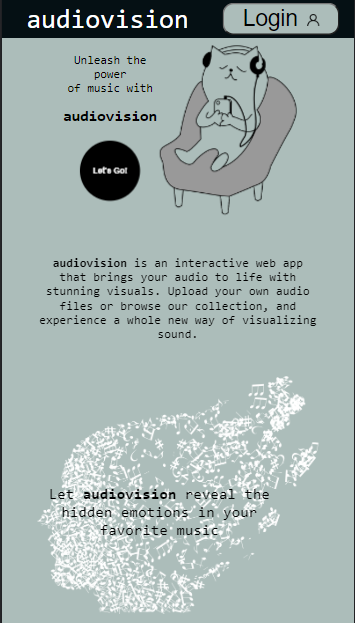 audiovision
Login
Unleash the
power
of music with
audiovision
Let's Go!
audiovision is an interactive web app
that brings your audio to life with
stunning visuals. Upload your own audio
files or browse our collection, and
experience a whole new way of visualizing
sound.
Let audiovision reveal the
hidden emotions in your
favorite music